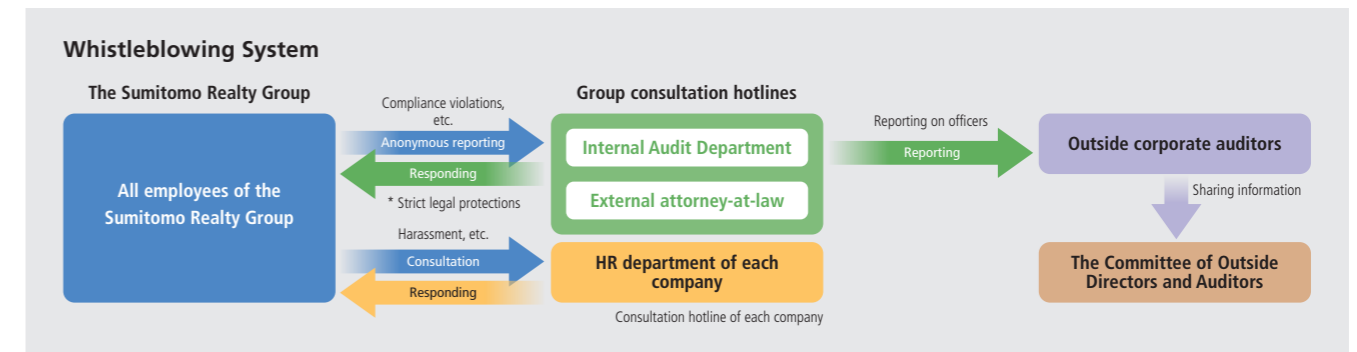 Whistleblowing System
The Sumitomo Realty Group
All employees of the
Sumitomo Realty Group
Compliance violations,
etc.
Anonymous reporting
Responding
* Strict legal protections
Harassment, etc.
Consultation
Responding
Group consultation hotlines
Internal Audit Department
External attorney-at-law
HR department of each
company
Consultation hotline of each company
Reporting on officers
Reporting
Outside corporate auditors
Sharing information
The Committee of Outside
Directors and Auditors